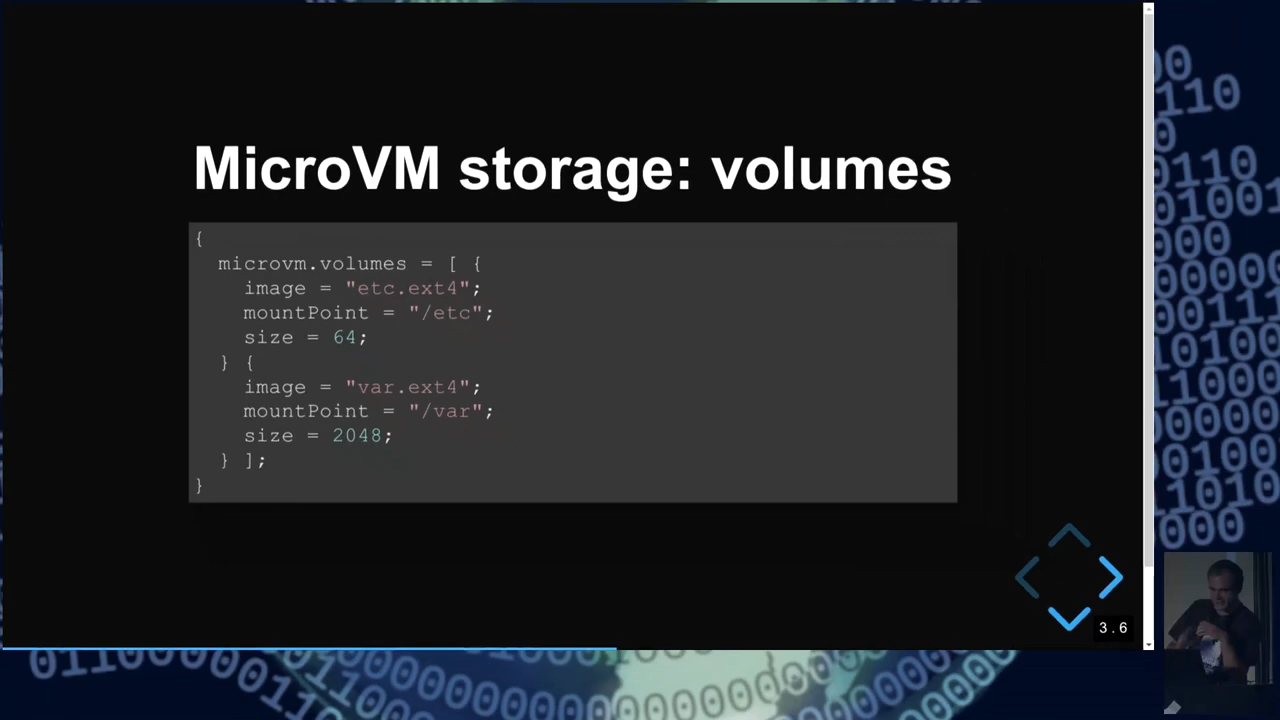 MicroVM storage: volumes
{
microvm.volumes = [ {
image = "etc.ext4";
mountPoint = "/etc";
size = 64;
} {
image = "var.ext4";
mountPoint = "/var";
size = 2048;
} ];
}
3.6